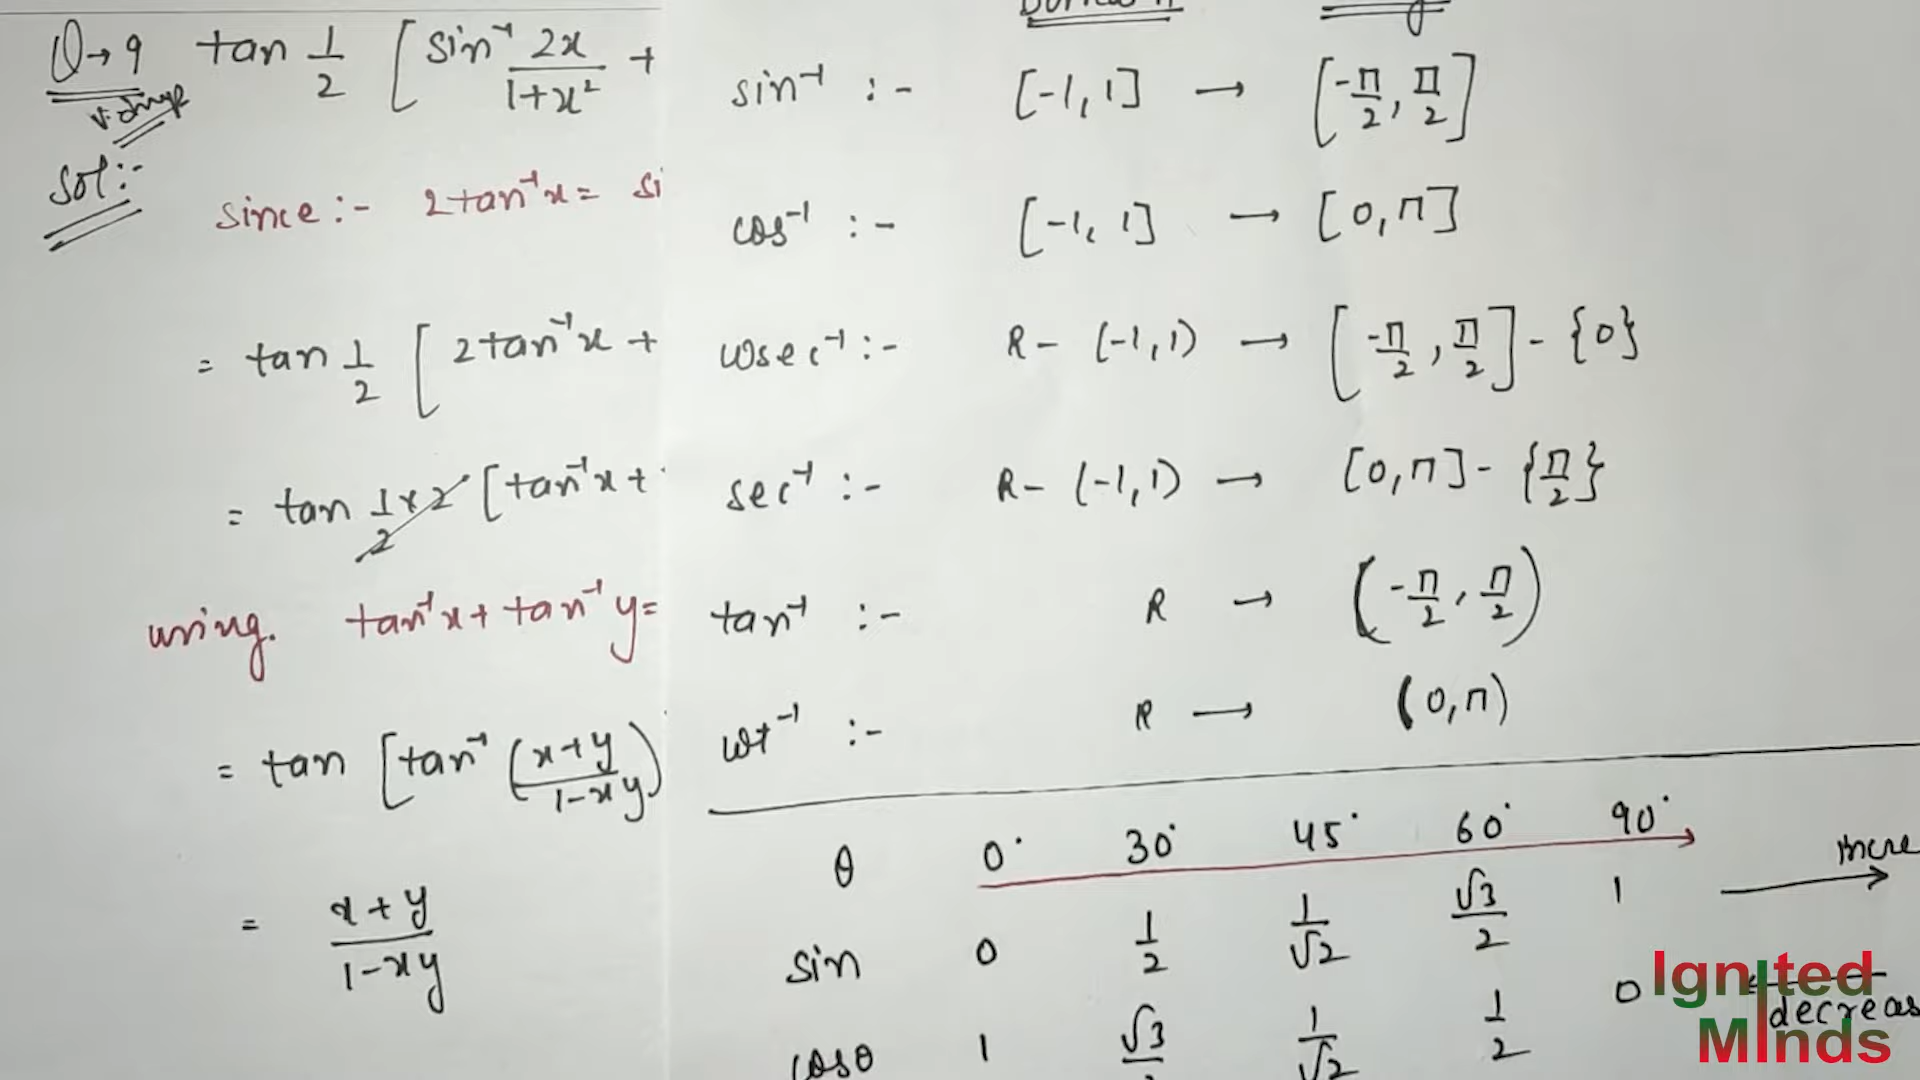 Q→9 tan 1/2 [sin⁻¹ 2x/1+x² +
Sol:-
since:- 2tan⁻¹x = si
= tan 1/2 [2tan⁻¹x +
= tan 1/2 × 2 [tan⁻¹x +
using. tan⁻¹x + tan⁻¹y =
= tan [tan⁻¹ (x+y/1-xy)
= x+y/1-xy
sin⁻¹ :- [-1, 1] → [-π/2, π/2]
cos⁻¹ :- [-1, 1] → [0, π]
cosec⁻¹ :- R - (-1, 1) → [-π/2, π/2] - {0}
sec⁻¹ :- R - (-1, 1) → [0, π] - {π/2}
tan⁻¹ :- R → (-π/2, π/2)
cot⁻¹ :- R → (0, π)
θ 0° 30° 45° 60° 90°
incre
sin 0 1/2 1/√2 √3/2 1
cosθ 1 √3 1/√2 1/2 0
decreas
Ignited
Minds